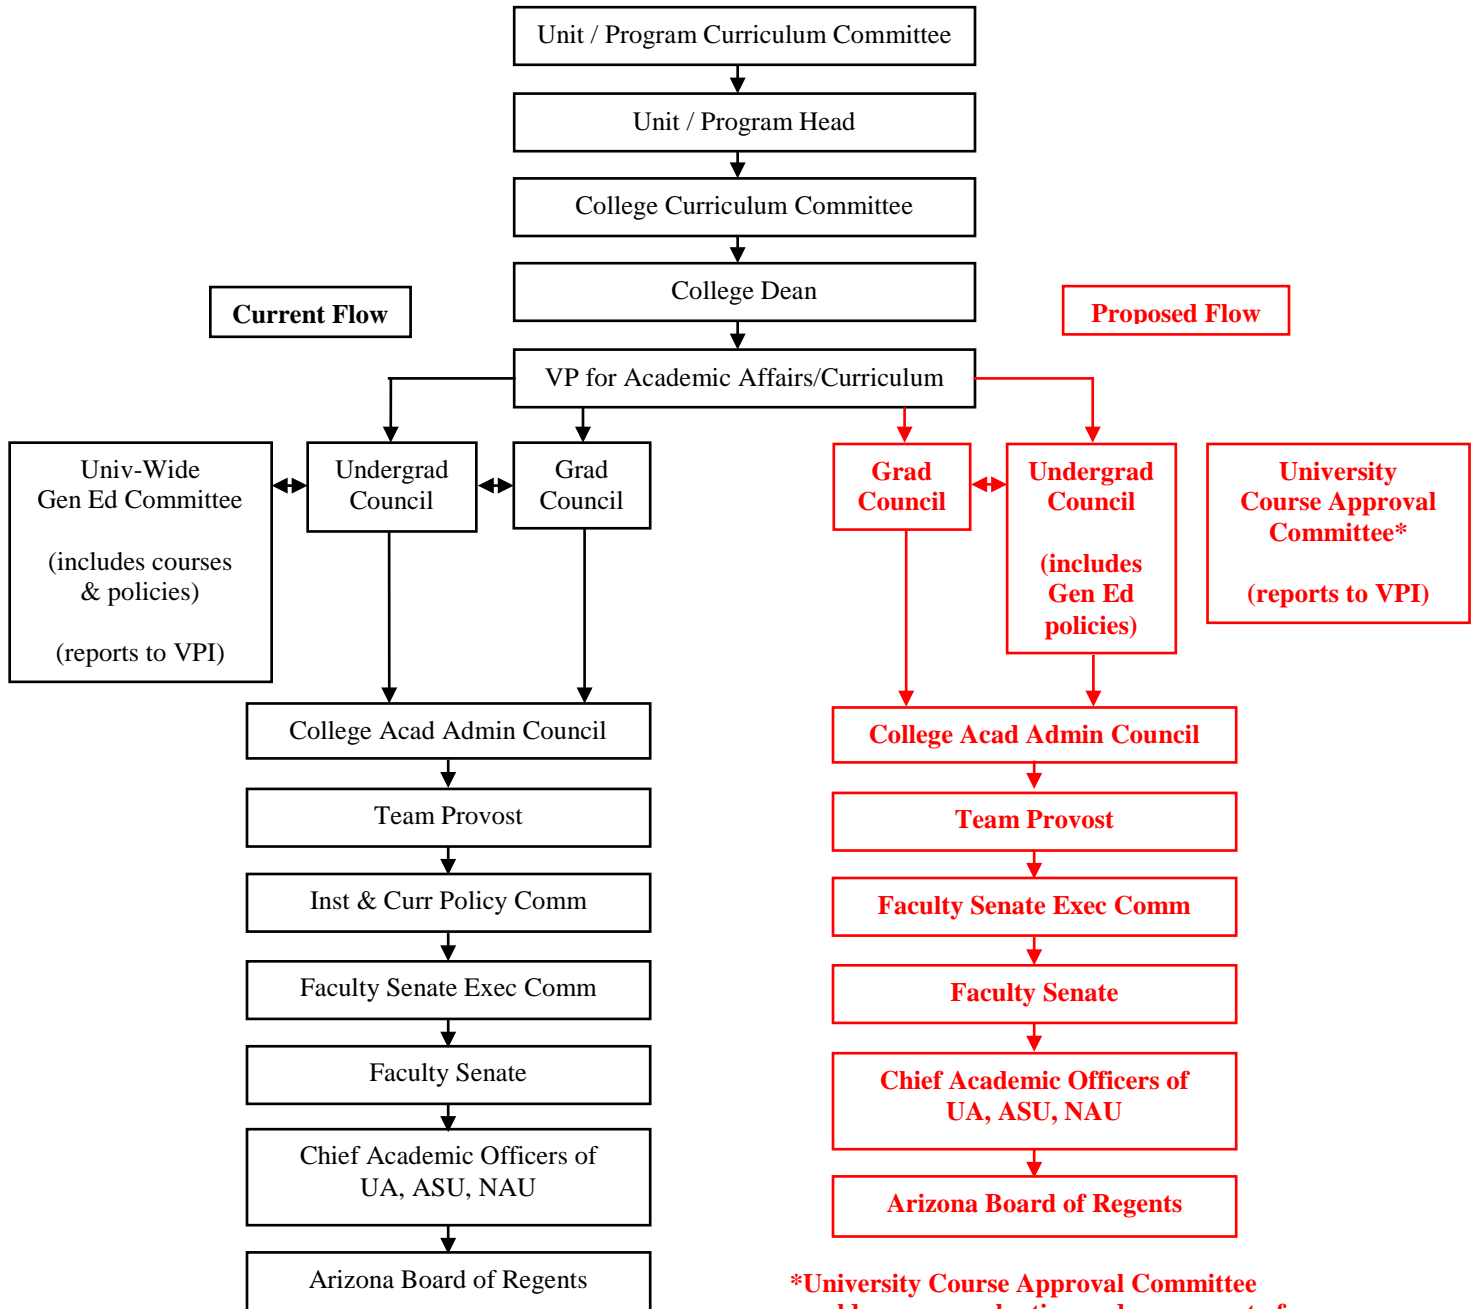 Unit / Program Curriculum Committee
Unit / Program Head
College Curriculum Committee
College Dean
Current Flow
Proposed Flow
VP for Academic Affairs/Curriculum
Univ-Wide
Gen Ed Committee
(includes courses
& policies)
(reports to VPI)
Undergrad
Council
Grad
Council
Grad
Council
Undergrad
Council
(includes
Gen Ed
policies)
University
Course Approval
Committee*
(reports to VPI)
College Acad Admin Council
Team Provost
Inst & Curr Policy Comm
Faculty Senate Exec Comm
Faculty Senate
Chief Academic Officers of
UA, ASU, NAU
Arizona Board of Regents
College Acad Admin Council
Team Provost
Faculty Senate Exec Comm
Faculty Senate
Chief Academic Officers of
UA, ASU, NAU
Arizona Board of Regents
*University Course Approval Committee